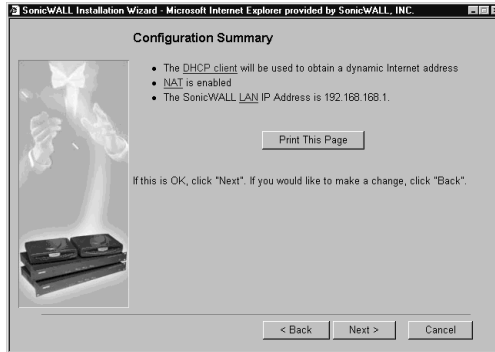 SonicWALL Installation Wizard - Microsoft Internet Explorer provided by SonicWALL, INC.
Configuration Summary
• The DHCP client will be used to obtain a dynamic Internet address
• NAT is enabled
• The SonicWALL LAN IP Address is 192.168.168.1.
Print This Page
If this is OK, click "Next". If you would like to make a change, click "Back".
< Back Next > Cancel